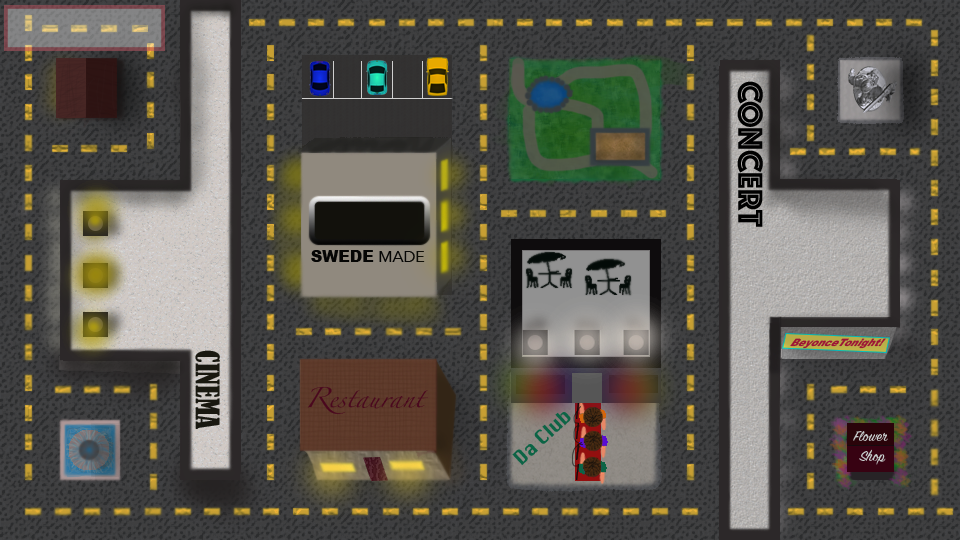 CONCERT
SWEDE MADE
BeyonceTonight!
CINEMA
Restaurant
Da Club
Flower
Shop